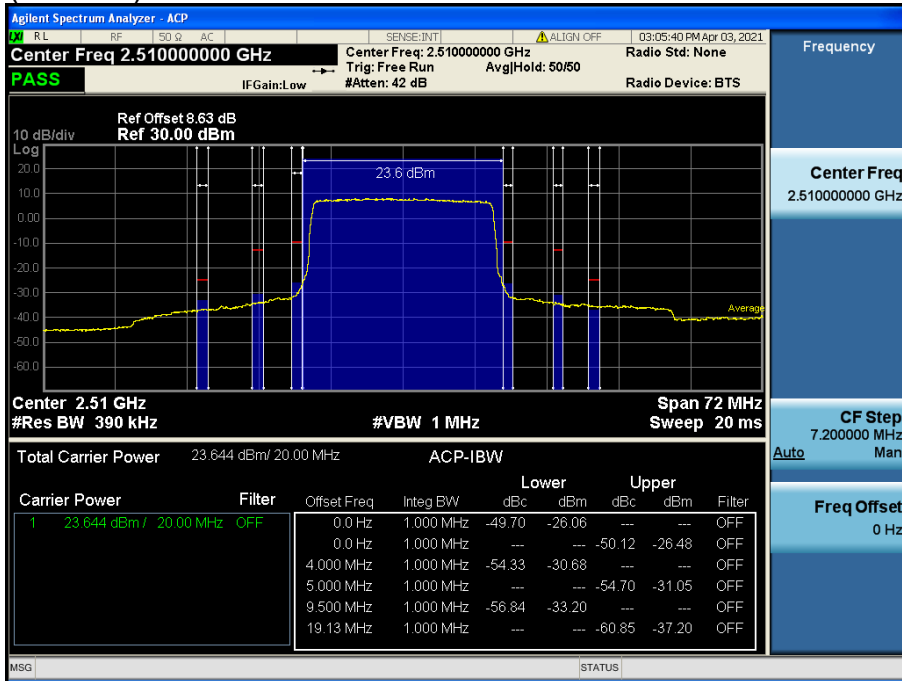 Agilent Spectrum Analyzer - ACP
LXI RL RF 50 Ω AC SENSE:INT ALIGN OFF 03:05:40 PM Apr 03, 2021
Center Freq 2.510000000 GHz Center Freq: 2.510000000 GHz Radio Std: None
Trig: Free Run Avg|Hold: 50/50
PASS IFGain:Low #Atten: 42 dB Radio Device: BTS
Ref Offset 8.63 dB
10 dB/div Ref 30.00 dBm
Log
20.0
23.6 dBm
10.0
0.00
-10.0
-20.0
-30.0
Average
-40.0
-50.0
-60.0
Center 2.51 GHz Span 72 MHz
#Res BW 390 kHz #VBW 1 MHz Sweep 20 ms
Total Carrier Power 23.644 dBm/ 20.00 MHz ACP-IBW
Lower Upper
Carrier Power Filter Offset Freq Integ BW dBc dBm dBc dBm Filter
1 23.644 dBm / 20.00 MHz OFF 0.0 Hz 1.000 MHz -49.70 -26.06 --- --- OFF
0.0 Hz 1.000 MHz --- --- -50.12 -26.48 OFF
4.000 MHz 1.000 MHz -54.33 -30.68 --- --- OFF
5.000 MHz 1.000 MHz --- --- -54.70 -31.05 OFF
9.500 MHz 1.000 MHz -56.84 -33.20 --- --- OFF
19.13 MHz 1.000 MHz --- --- -60.85 -37.20 OFF
MSG STATUS
Frequency
Center Freq
2.510000000 GHz
CF Step
7.200000 MHz
Auto Man
Freq Offset
0 Hz